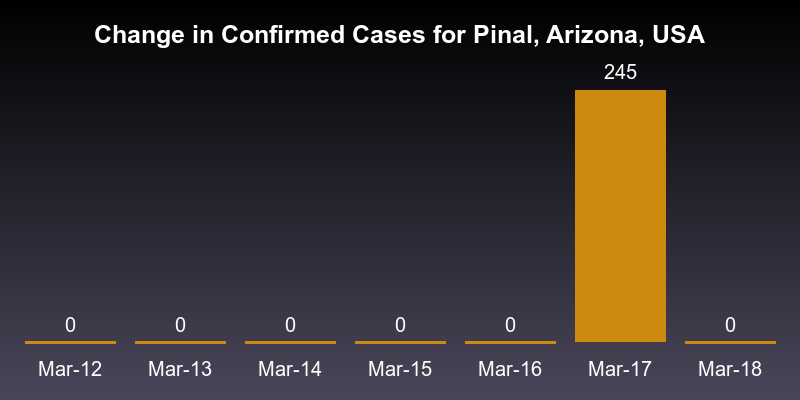 Change in Confirmed Cases for Pinal, Arizona, USA
245
0 0 0 0 0 0
Mar-12 Mar-13 Mar-14 Mar-15 Mar-16 Mar-17 Mar-18